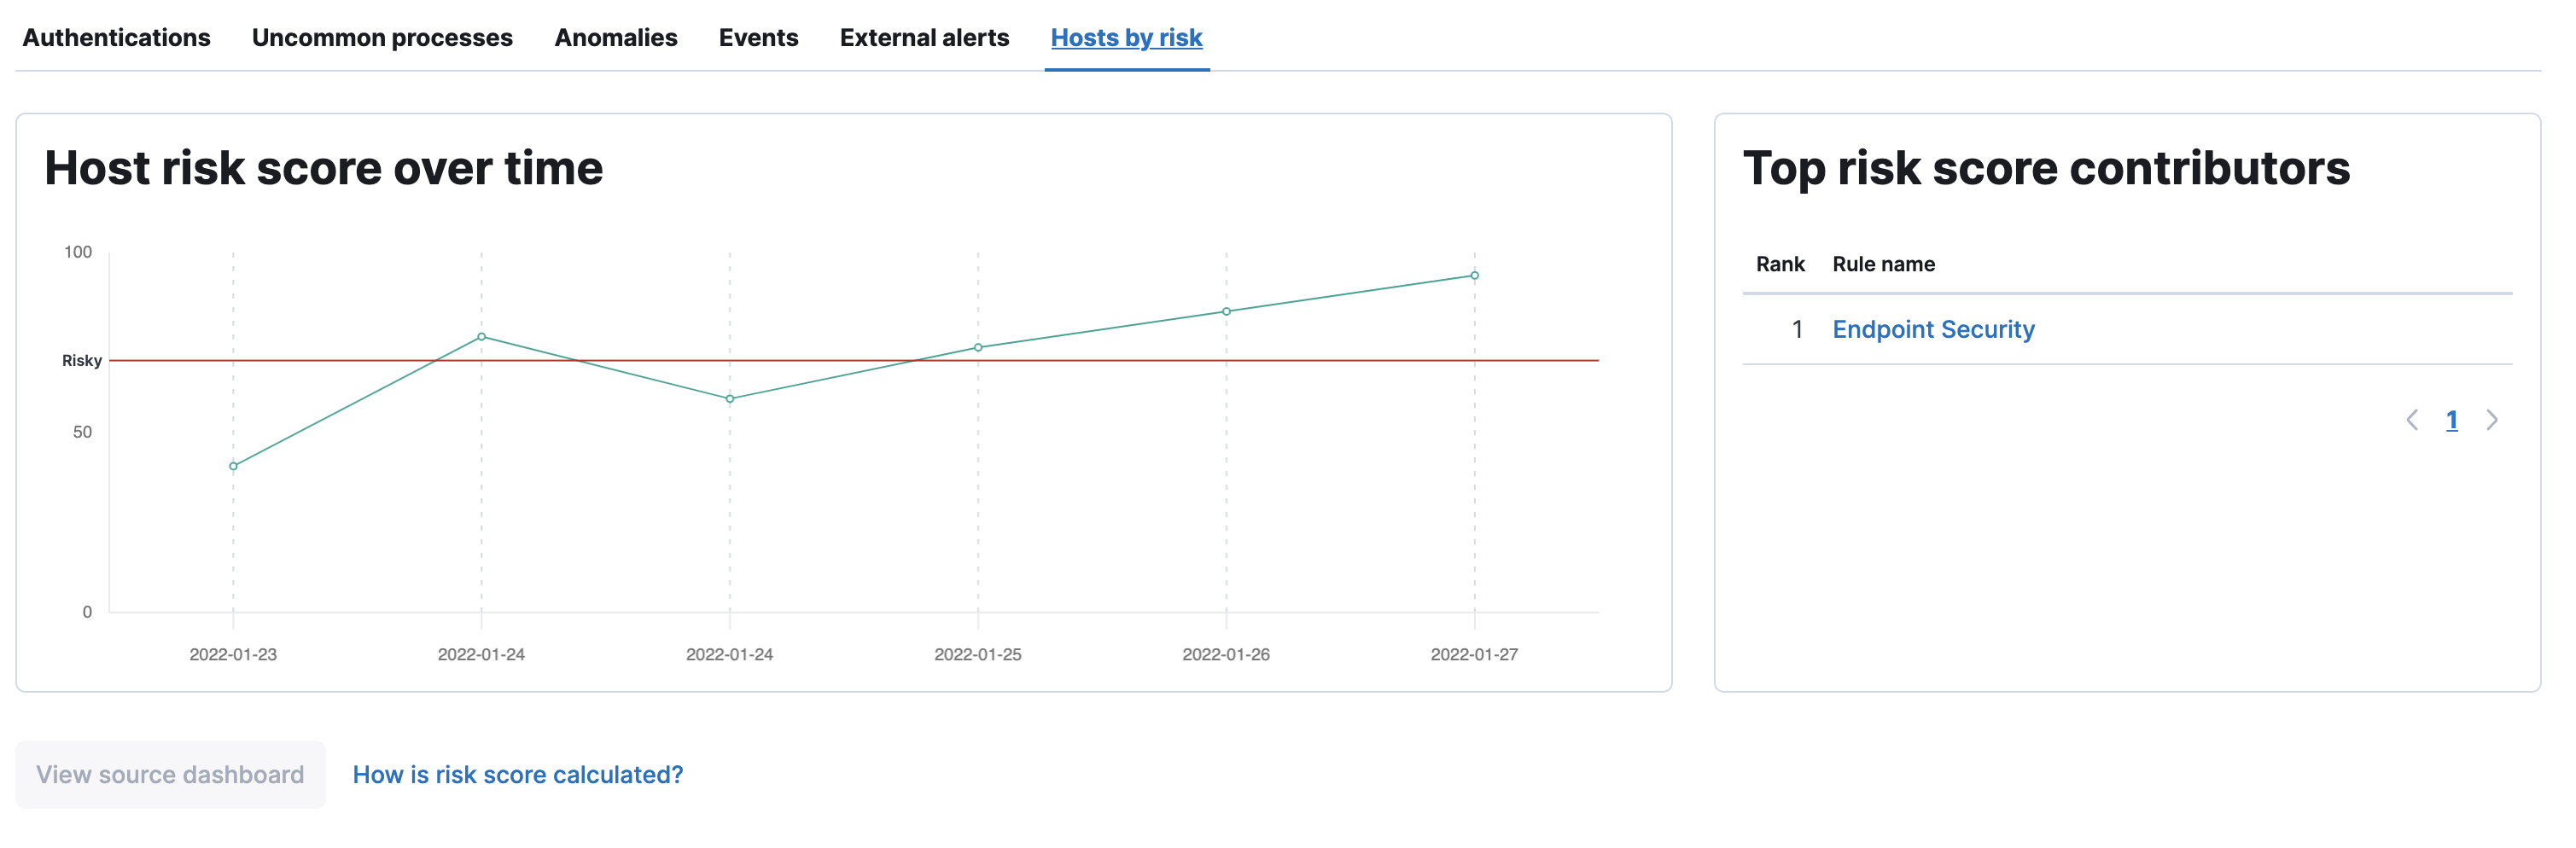 Authentications Uncommon processes Anomalies Events External alerts Hosts by risk
Host risk score over time
100
Risky
50
0
2022-01-23 2022-01-24 2022-01-24 2022-01-25 2022-01-26 2022-01-27
Top risk score contributors
Rank Rule name
1 Endpoint Security
1
View source dashboard How is risk score calculated?